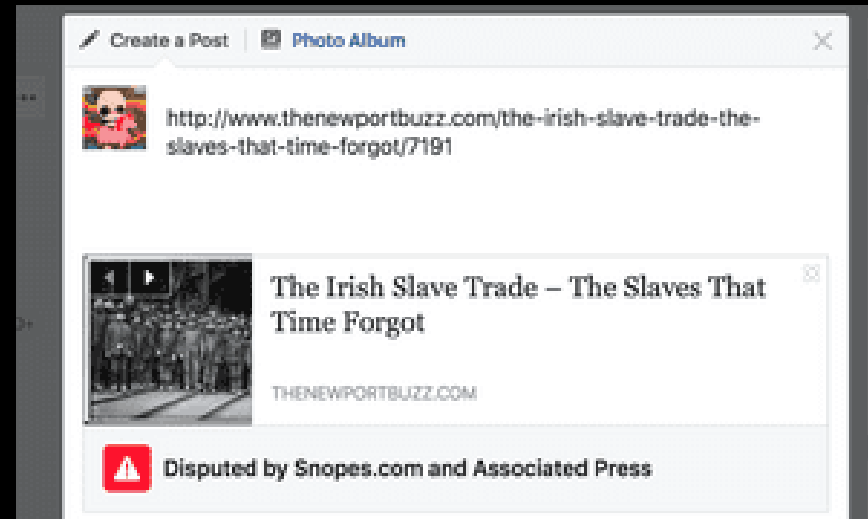 Create a Post
Photo Album
http://www.thenewportbuzz.com/the-irish-slave-trade-the-
slaves-that-time-forgot/7191
The Irish Slave Trade – The Slaves That
Time Forgot
THENEWPORTBUZZ.COM
Disputed by Snopes.com and Associated Press